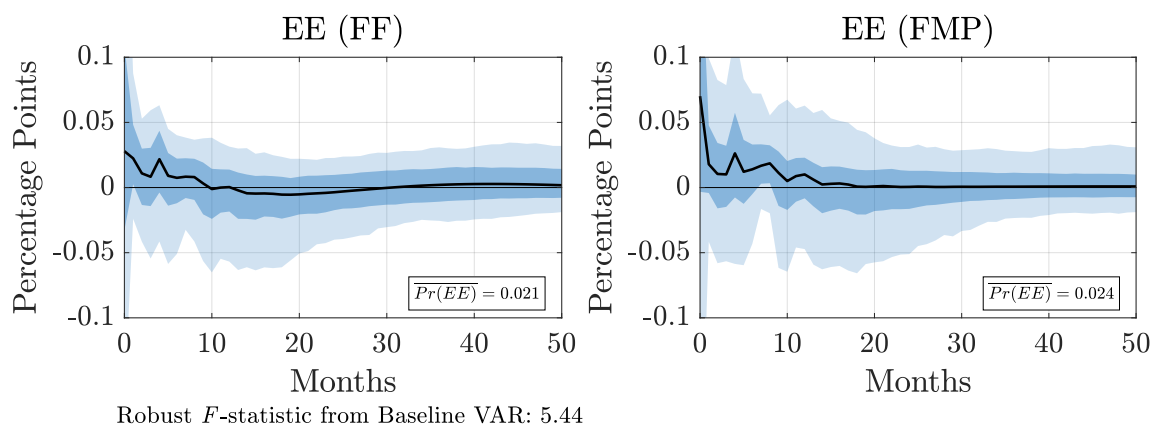 EE (FF)
Percentage Points
0.1
0.05
0
-0.05
-0.1
Pr(EE) = 0.021
0 10 20 30 40 50
Months
EE (FMP)
Percentage Points
0.1
0.05
0
-0.05
-0.1
Pr(EE) = 0.024
0 10 20 30 40 50
Months
Robust F-statistic from Baseline VAR: 5.44